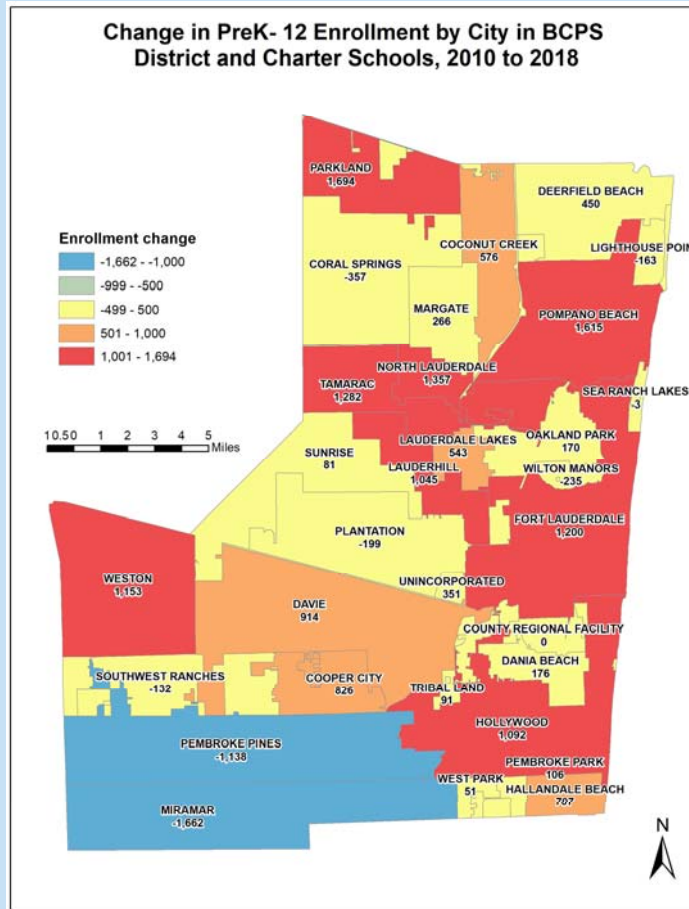 Change in PreK- 12 Enrollment by City in BCPS
District and Charter Schools, 2010 to 2018
PARKLAND
1,694
DEERFIELD BEACH
450
Enrollment change
-1,662 - -1,000
-999 - -500
-499 - 500
501 - 1,000
1,001 - 1,694
COCONUT CREEK
576
LIGHTHOUSE POIN
-163
CORAL SPRINGS
-357
MARGATE
266
POMPANO BEACH
1,615
NORTH LAUDERDALE
1,357
TAMARAC
1,282
SEA RANCH LAKES
-3
10.50 1 2 3 4 5
Miles
SUNRISE
81
LAUDERDALE LAKES
543
OAKLAND PARK
170
LAUDERHILL
1,045
WILTON MANORS
-235
PLANTATION
-199
FORT LAUDERDALE
1,200
WESTON
1,153
UNINCORPORATED
351
DAVIE
914
COUNTY REGIONAL FACILITY
0
DANIA BEACH
176
SOUTHWEST RANCHES
-132
COOPER CITY
826
TRIBAL LAND
91
HOLLYWOOD
1,092
PEMBROKE PINES
-1,138
PEMBROKE PARK
106
WEST PARK
51
HALLANDALE BEACH
707
MIRAMAR
-1,662
N